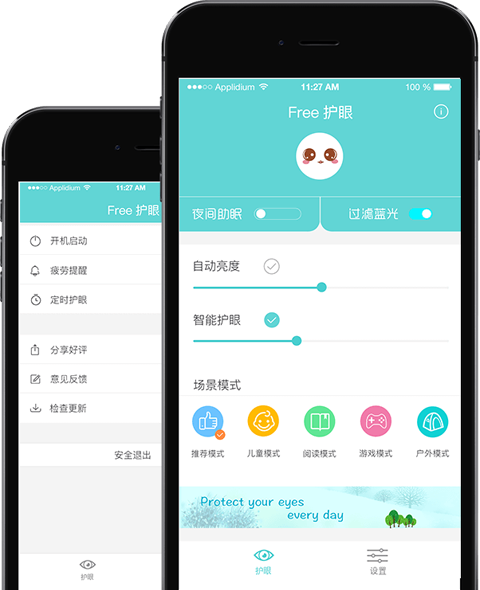 Applidium
11:27 AM
Free 护眼
开机启动
疲劳提醒
定时护眼
分享好评
意见反馈
检查更新
安全退出
护眼
Applidium
11:27 AM
100 %
Free 护眼
夜间助眠
过滤蓝光
自动亮度
智能护眼
场景模式
推荐模式
儿童模式
阅读模式
游戏模式
户外模式
Protect your eyes
every day
护眼
设置